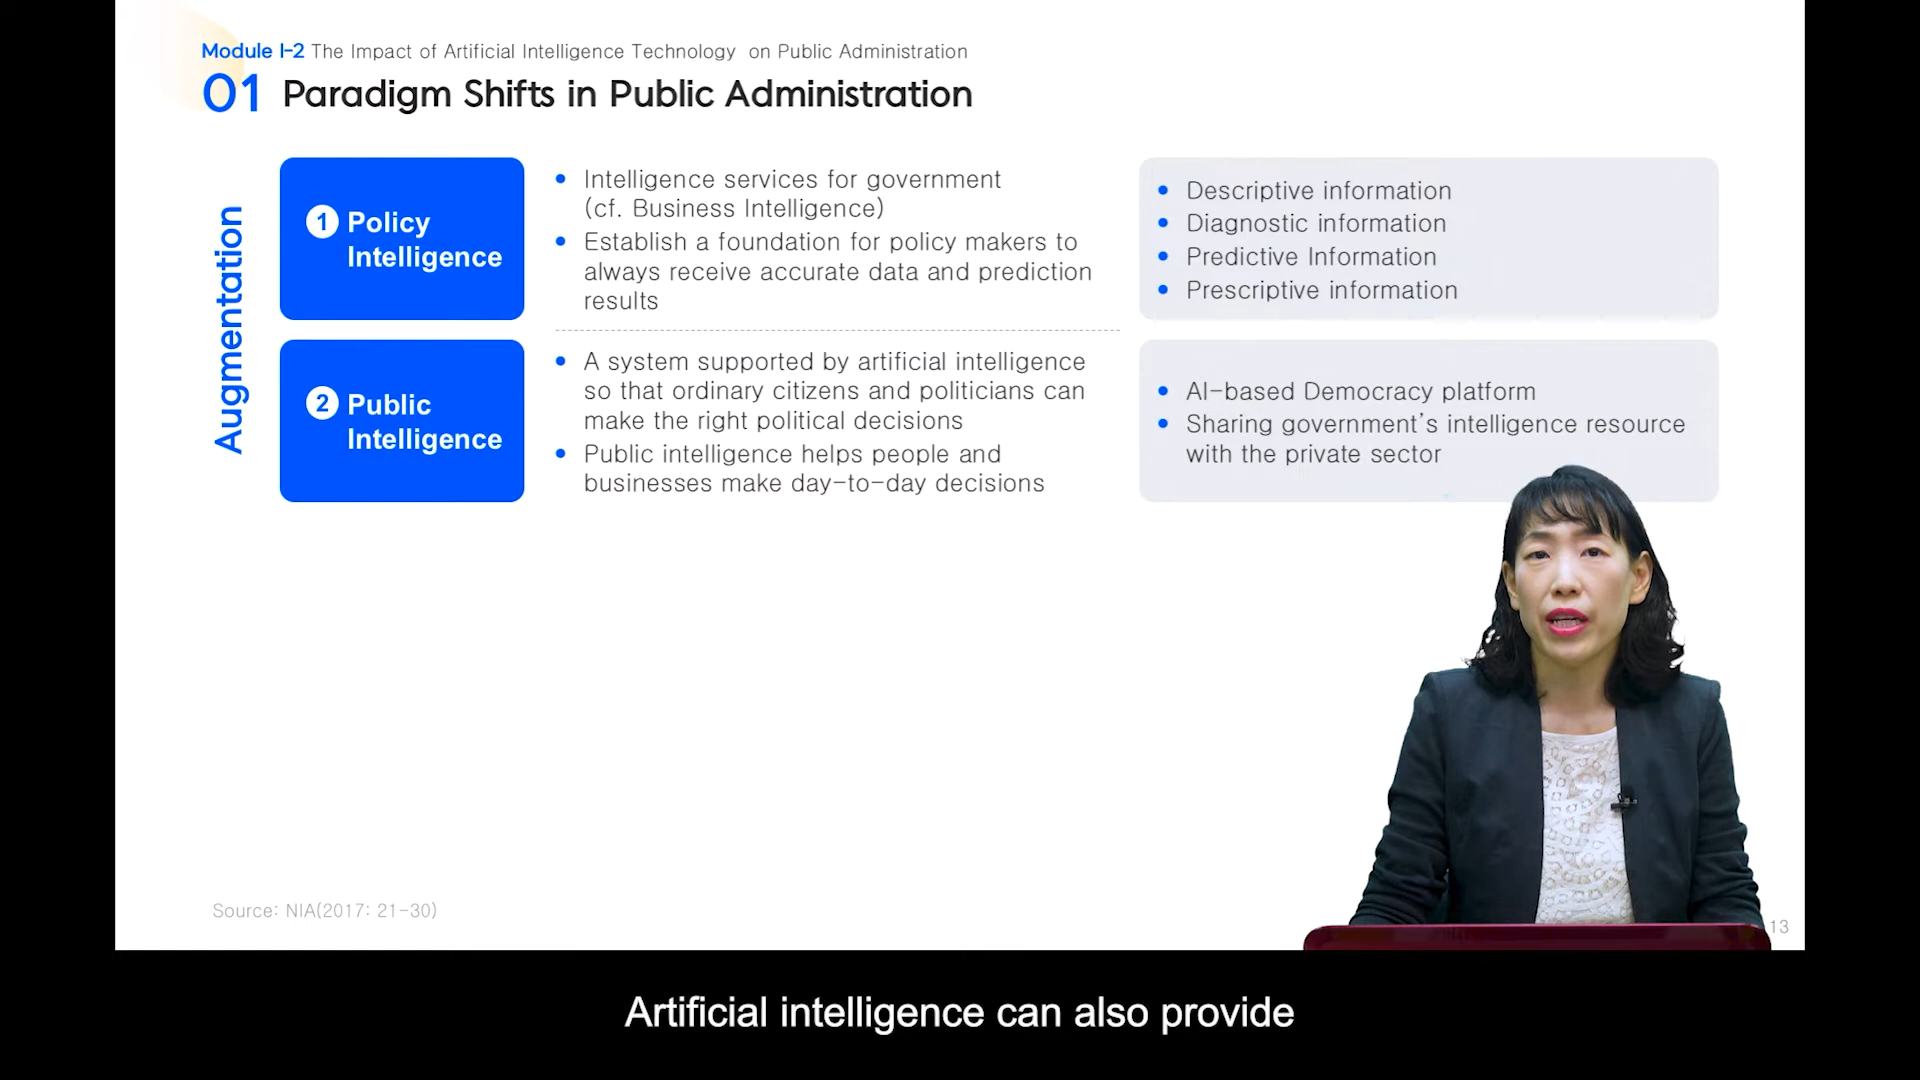 Module I-2 The Impact of Artificial Intelligence Technology on Public Administration
01 Paradigm Shifts in Public Administration
Augmentation
1 Policy
Intelligence
• Intelligence services for government
(cf. Business Intelligence)
• Establish a foundation for policy makers to
always receive accurate data and prediction
results
• Descriptive information
• Diagnostic information
• Predictive Information
• Prescriptive information
2 Public
Intelligence
• A system supported by artificial intelligence
so that ordinary citizens and politicians can
make the right political decisions
• Public intelligence helps people and
businesses make day-to-day decisions
• AI-based Democracy platform
• Sharing government's intelligence resource
with the private sector
Source: NIA(2017: 21-30)
13
Artificial intelligence can also provide